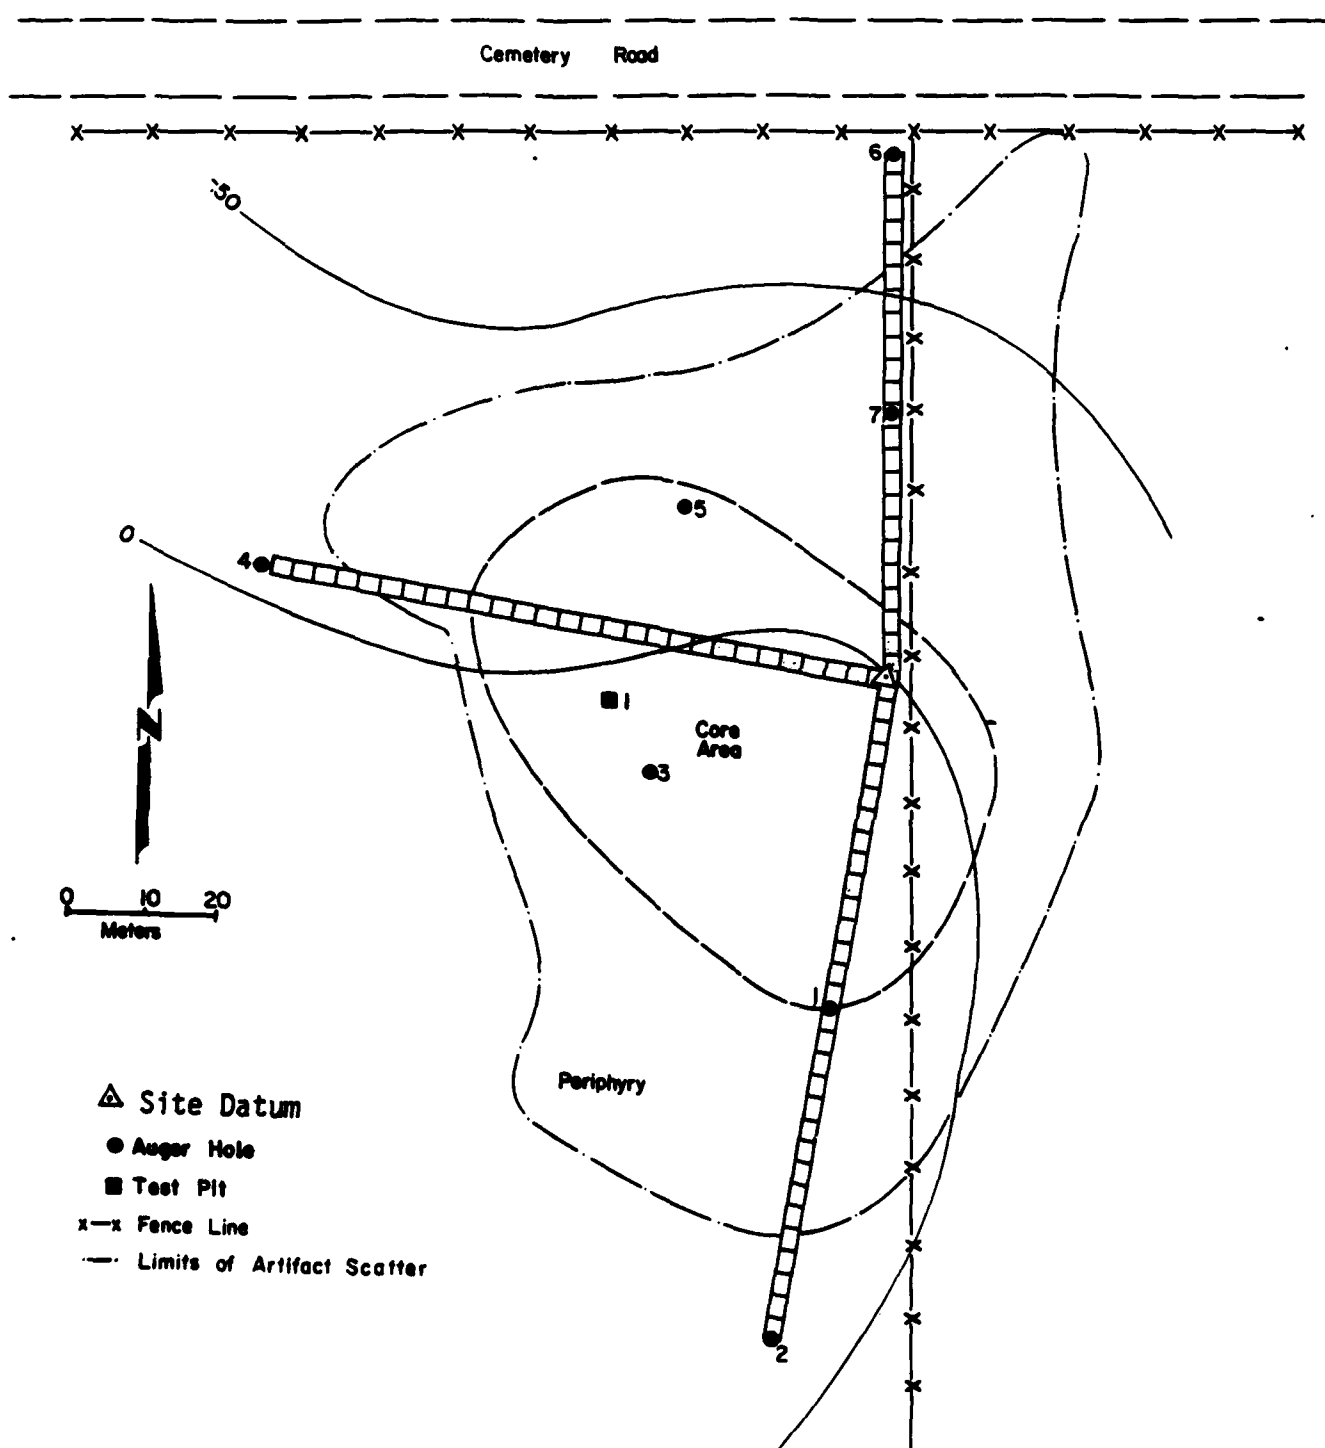 Cemetery Road
6
-50
7
5
0
4
1
Core
Area
3
N
0 10 20
Meters
1
Periphyry
Site Datum
Auger Hole
Test Pit
x—x Fence Line
Limits of Artifact Scatter
2